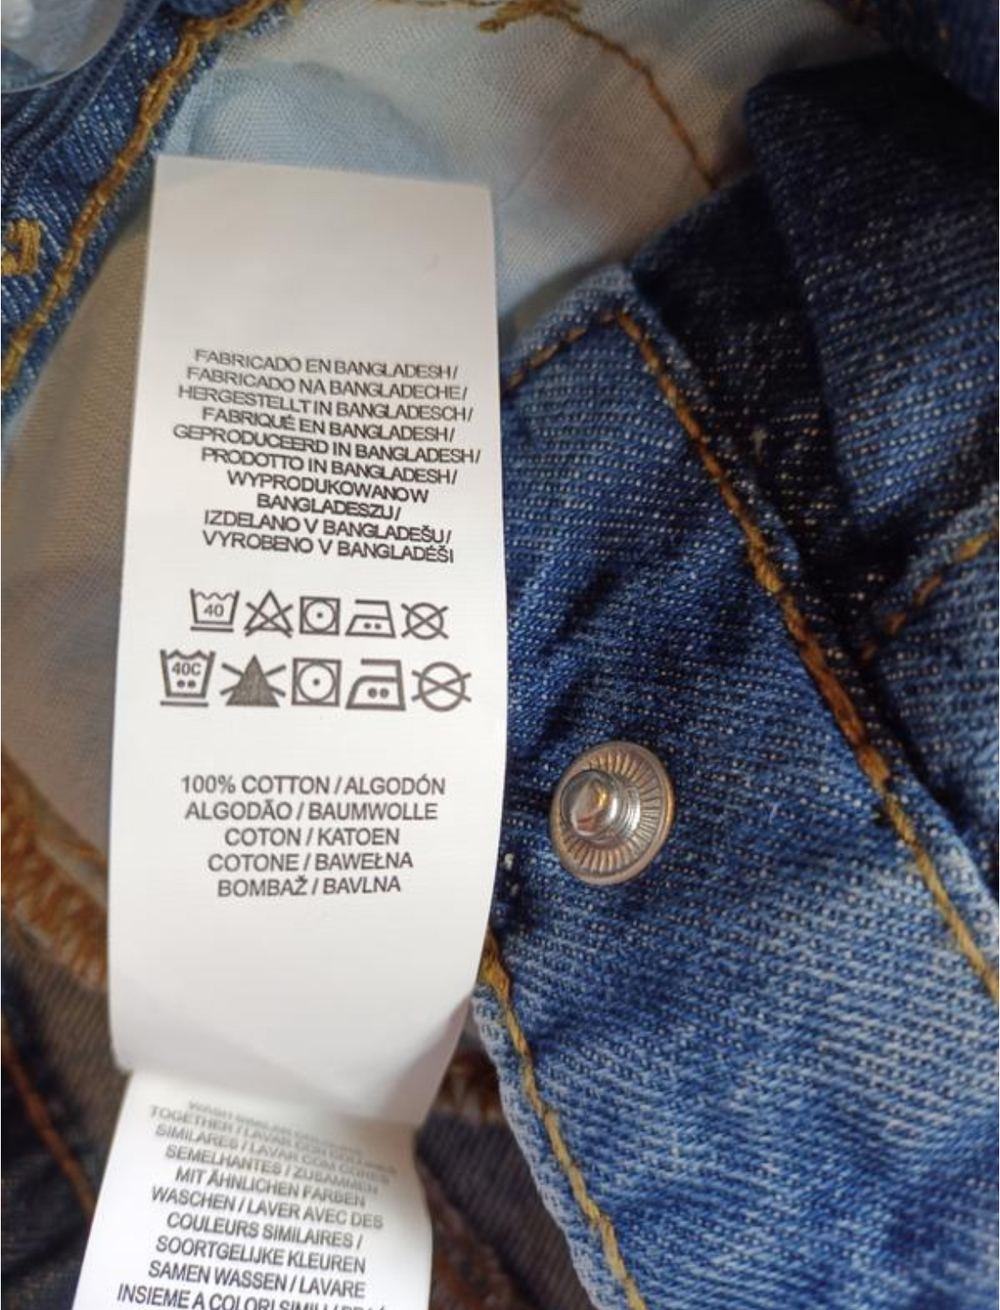 FABRICADO EN BANGLADESH/
FABRICADO NA BANGLADECHE/
HERGESTELLT IN BANGLADESCH/
FABRIQUÉ EN BANGLADESH/
GEPRODUCEERD IN BANGLADESH/
PRODOTTO IN BANGLADESH/
WYPRODUKOWANO W
BANGLADESZU/
IZDELANO V BANGLADEŠU/
VYROBENO V BANGLADÉŠI
40
40C
100% COTTON / ALGODÓN
ALGODÃO / BAUMWOLLE
COTON / KATOEN
COTONE / BAWEŁNA
BOMBAŽ / BAVLNA
WASH SIMILAR COLOURS
TOGETHER / LAVAR CON COLORES
SIMILARES / LAVAR COM CORES
SEMELHANTES / ZUSAMMEN
MIT ÄHNLICHEN FARBEN
WASCHEN / LAVER AVEC DES
COULEURS SIMILAIRES /
SOORTGELIJKE KLEUREN
SAMEN WASSEN / LAVARE
INSIEME A COLORI SIMILI /